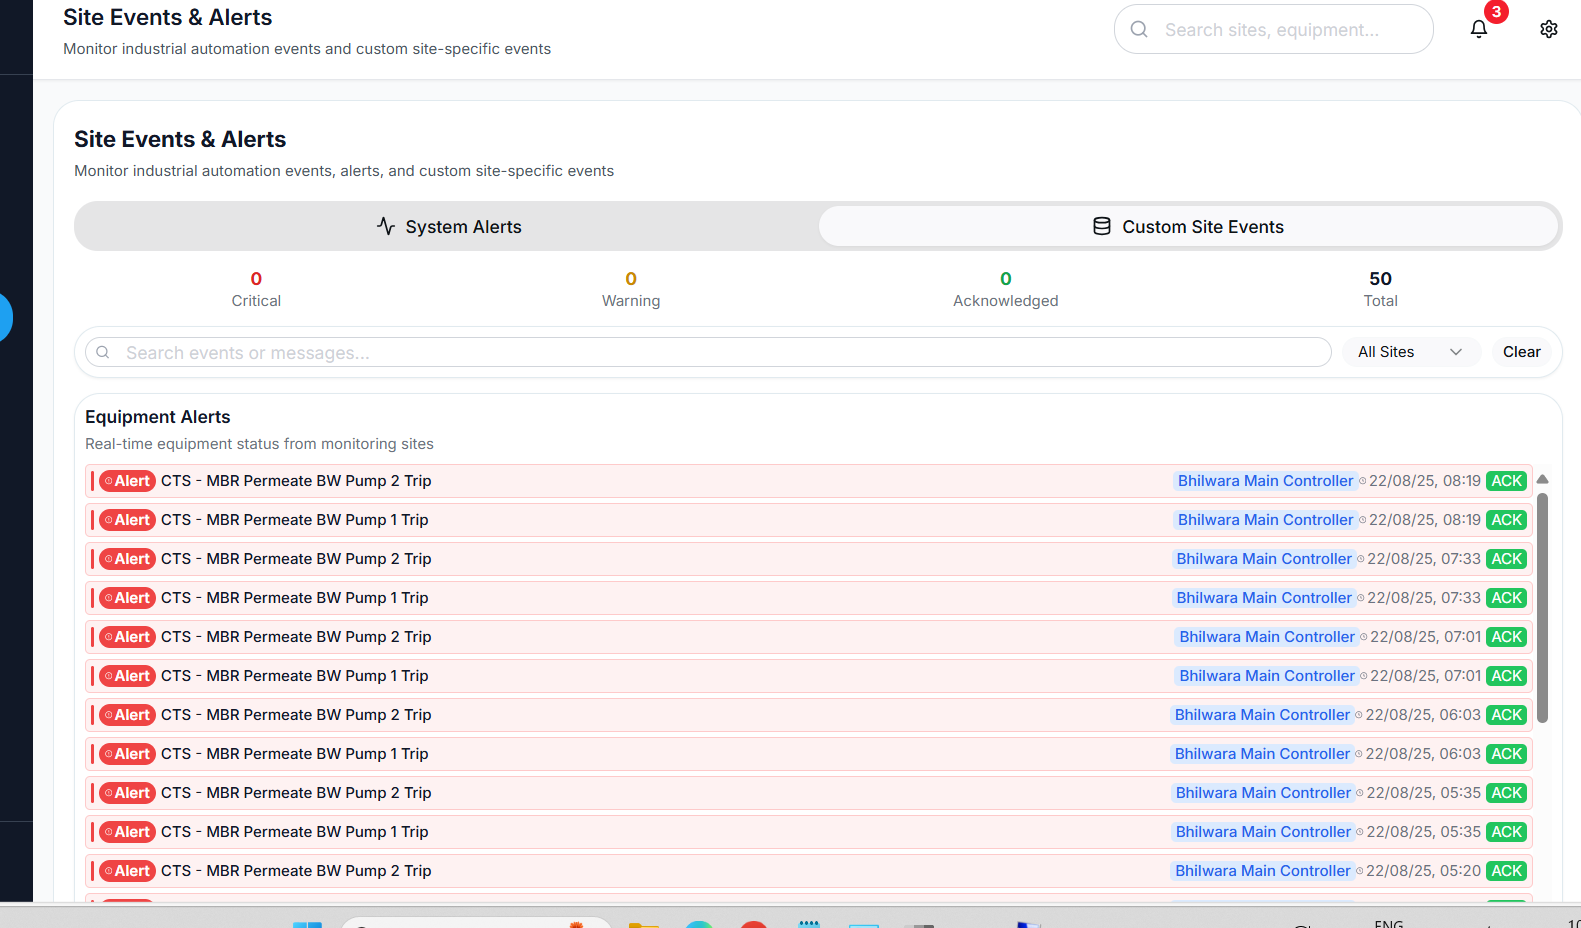 Site Events & Alerts
Monitor industrial automation events and custom site-specific events
Search sites, equipment...
3
Site Events & Alerts
Monitor industrial automation events, alerts, and custom site-specific events
System Alerts
Custom Site Events
0
Critical
0
Warning
0
Acknowledged
50
Total
Search events or messages...
All Sites
Clear
Equipment Alerts
Real-time equipment status from monitoring sites
Alert CTS - MBR Permeate BW Pump 2 Trip Bhilwara Main Controller 22/08/25, 08:19 ACK
Alert CTS - MBR Permeate BW Pump 1 Trip Bhilwara Main Controller 22/08/25, 08:19 ACK
Alert CTS - MBR Permeate BW Pump 2 Trip Bhilwara Main Controller 22/08/25, 07:33 ACK
Alert CTS - MBR Permeate BW Pump 1 Trip Bhilwara Main Controller 22/08/25, 07:33 ACK
Alert CTS - MBR Permeate BW Pump 2 Trip Bhilwara Main Controller 22/08/25, 07:01 ACK
Alert CTS - MBR Permeate BW Pump 1 Trip Bhilwara Main Controller 22/08/25, 07:01 ACK
Alert CTS - MBR Permeate BW Pump 2 Trip Bhilwara Main Controller 22/08/25, 06:03 ACK
Alert CTS - MBR Permeate BW Pump 1 Trip Bhilwara Main Controller 22/08/25, 06:03 ACK
Alert CTS - MBR Permeate BW Pump 2 Trip Bhilwara Main Controller 22/08/25, 05:35 ACK
Alert CTS - MBR Permeate BW Pump 1 Trip Bhilwara Main Controller 22/08/25, 05:35 ACK
Alert CTS - MBR Permeate BW Pump 2 Trip Bhilwara Main Controller 22/08/25, 05:20 ACK
ENG